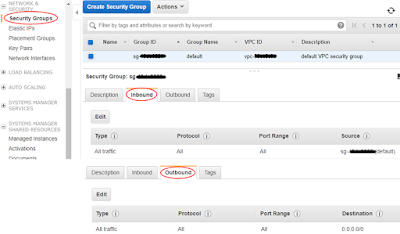 NETWORK &
SECURITY
Security Groups
Elastic IPs
Placement Groups
Key Pairs
Network Interfaces
LOAD BALANCING
AUTO SCALING
SYSTEMS MANAGER
SERVICES
SYSTEMS MANAGER
SHARED RESOURCES
Managed Instances
Activations
Documents
Create Security Group Actions
Filter by tags and attributes or search by keyword
1 to 1 of 1
Name Group ID Group Name VPC ID Description
sg- default vpc- default VPC security group
Security Group: sg-
Description Inbound Outbound Tags
Edit
Type Protocol Port Range Source
All traffic All All sg- (default)
Description Inbound Outbound Tags
Edit
Type Protocol Port Range Destination
All traffic All All 0.0.0.0/0